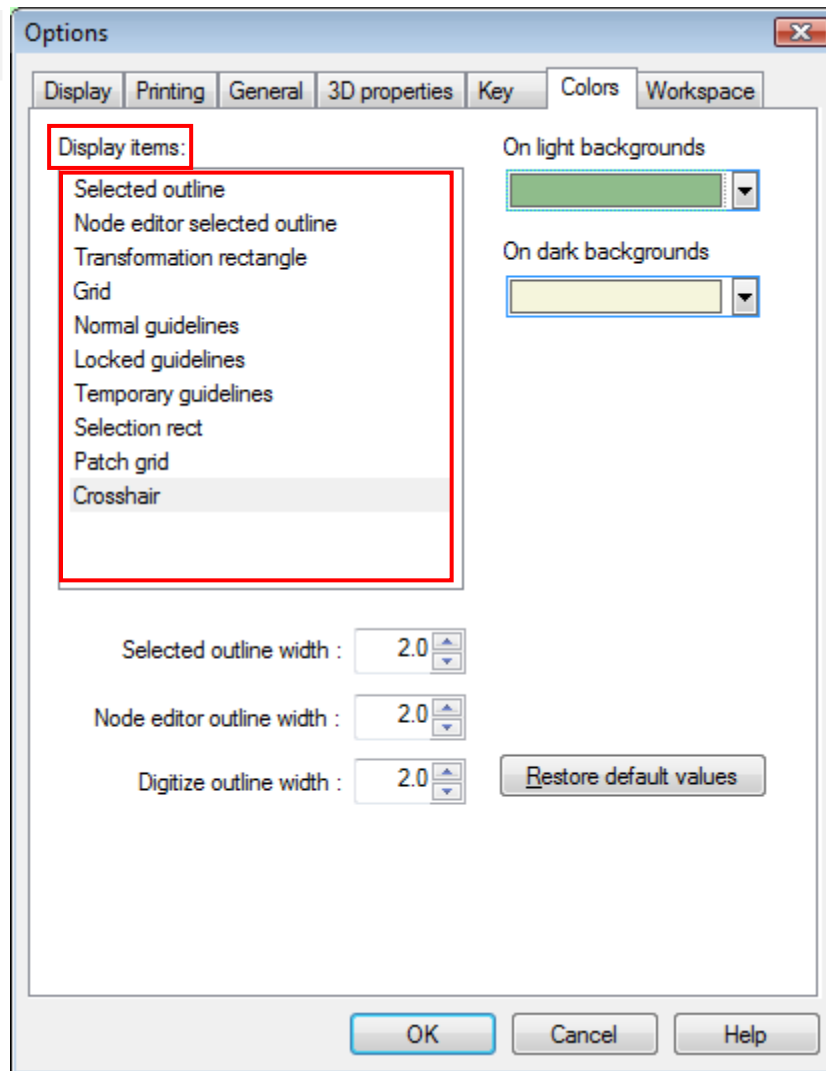 Options
Display Printing General 3D properties Key Colors Workspace
Display items:
Selected outline
Node editor selected outline
Transformation rectangle
Grid
Normal guidelines
Locked guidelines
Temporary guidelines
Selection rect
Patch grid
Crosshair
On light backgrounds
On dark backgrounds
Selected outline width : 2.0
Node editor outline width : 2.0
Digitize outline width : 2.0
Restore default values
OK Cancel Help